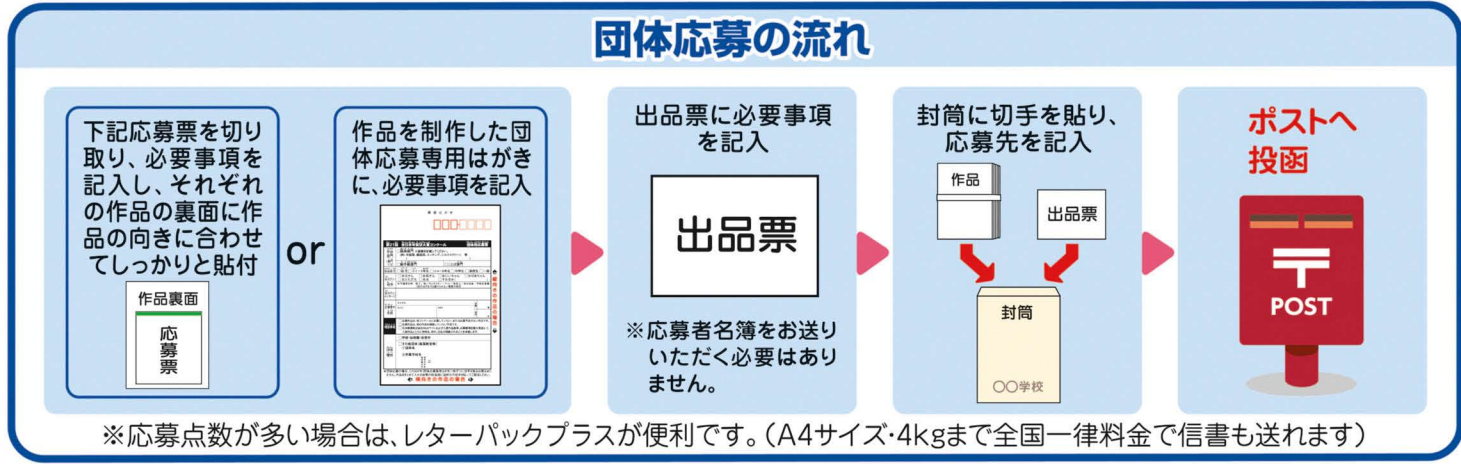 団体応募の流れ
下記応募票を切り
取り、必要事項を
記入し、それぞれ
の作品の裏面に作
品の向きに合わせ
てしっかりと貼付
作品裏面
応募票
or
作品を制作した団
体応募専用はがき
に、必要事項を記入
出品票に必要事項
を記入
出品票
※応募者名簿をお送り
いただく必要はあり
ません。
封筒に切手を貼り、
応募先を記入
作品
出品票
封筒
〇〇学校
ポストへ
投函
〒
POST
※応募点数が多い場合は、レターパックプラスが便利です。(A4サイズ・4kgまで全国一律料金で信書も送れます)